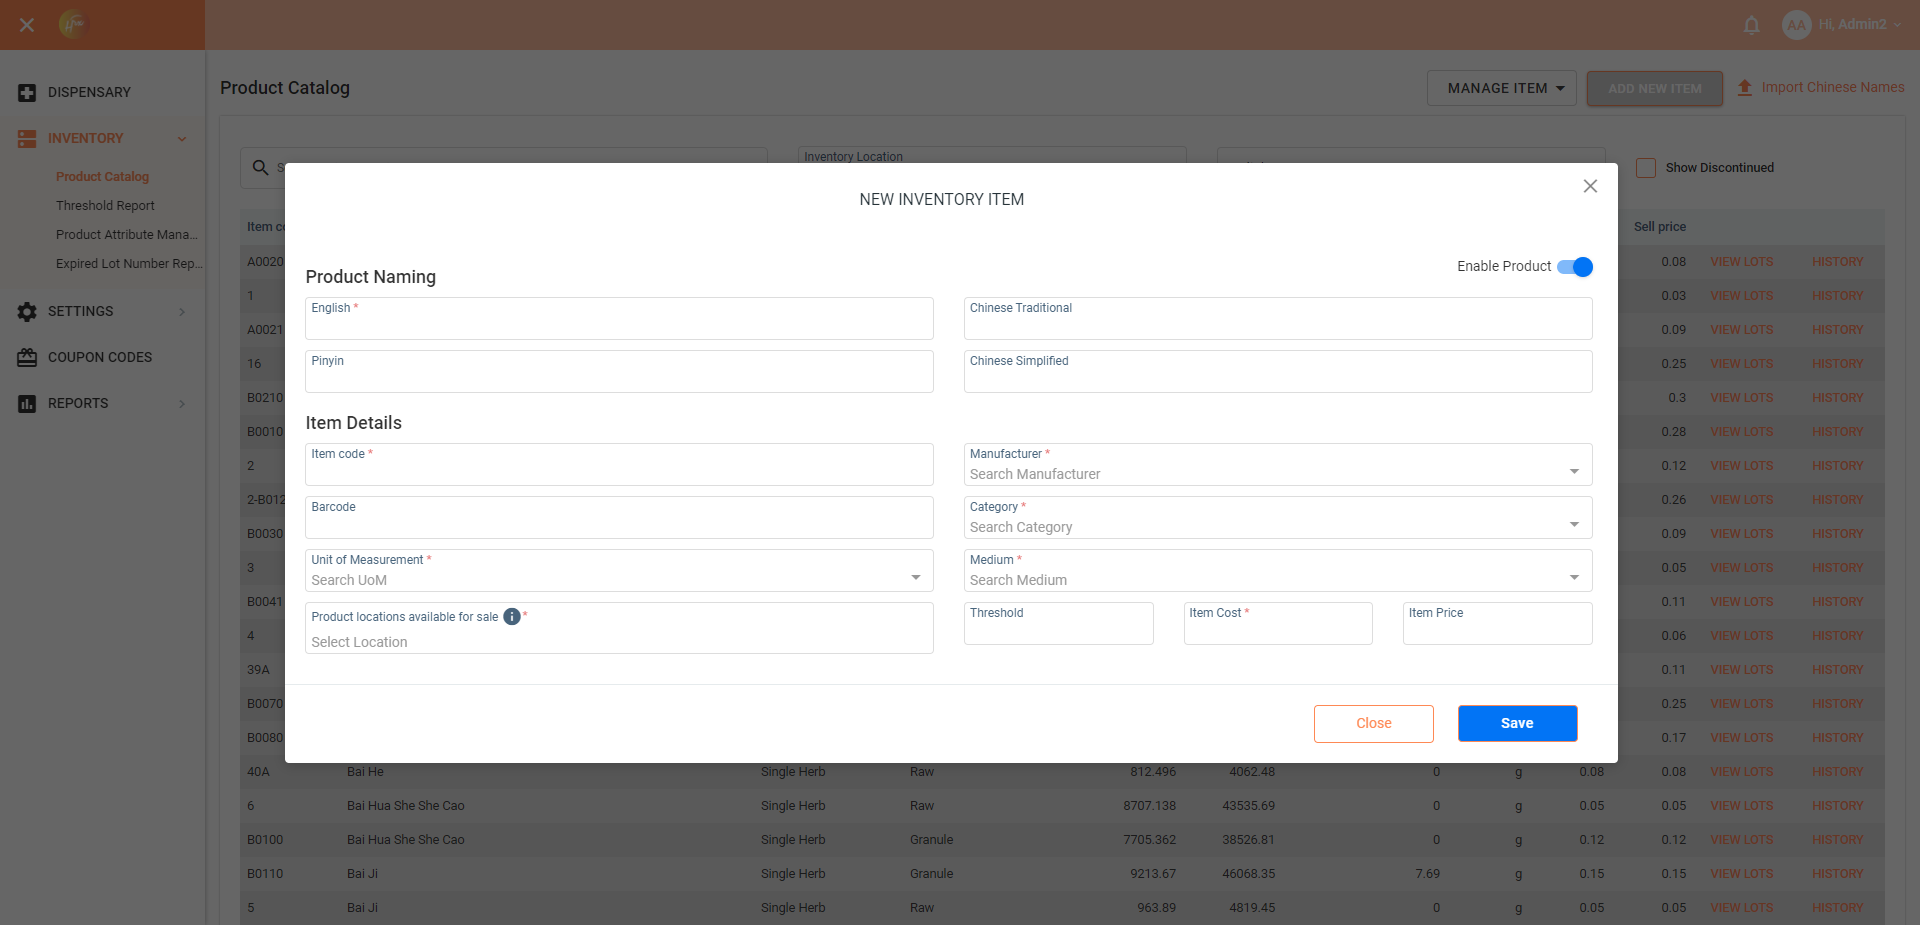 AA
Hi, Admin2
DISPENSARY
INVENTORY
Product Catalog
Threshold Report
Product Attribute Mana...
Expired Lot Number Rep...
SETTINGS
COUPON CODES
REPORTS
Product Catalog
MANAGE ITEM
ADD NEW ITEM
Import Chinese Names
Inventory Location
Show Discontinued
NEW INVENTORY ITEM
Product Naming
Enable Product
English *
Chinese Traditional
Pinyin
Chinese Simplified
Item Details
Item code *
Manufacturer *
Search Manufacturer
Barcode
Category *
Search Category
Unit of Measurement *
Search UoM
Medium *
Search Medium
Product locations available for sale *
Select Location
Threshold
Item Cost *
Item Price
Close
Save
Sell price
A0020 0.08 VIEW LOTS HISTORY
1 0.03 VIEW LOTS HISTORY
A0021 0.09 VIEW LOTS HISTORY
16 0.25 VIEW LOTS HISTORY
B0210 0.3 VIEW LOTS HISTORY
B0010 0.28 VIEW LOTS HISTORY
2 0.12 VIEW LOTS HISTORY
2-B012 0.26 VIEW LOTS HISTORY
B0030 0.09 VIEW LOTS HISTORY
3 0.05 VIEW LOTS HISTORY
B0041 0.11 VIEW LOTS HISTORY
4 0.06 VIEW LOTS HISTORY
39A 0.11 VIEW LOTS HISTORY
B0070 0.25 VIEW LOTS HISTORY
B0080 0.17 VIEW LOTS HISTORY
40A Bai He Single Herb Raw 812.496 4062.48 0 g 0.08 0.08 VIEW LOTS HISTORY
6 Bai Hua She She Cao Single Herb Raw 8707.138 43535.69 0 g 0.05 0.05 VIEW LOTS HISTORY
B0100 Bai Hua She She Cao Single Herb Granule 7705.362 38526.81 0 g 0.12 0.12 VIEW LOTS HISTORY
B0110 Bai Ji Single Herb Granule 9213.67 46068.35 7.69 g 0.15 0.15 VIEW LOTS HISTORY
5 Bai Ji Single Herb Raw 963.89 4819.45 0 g 0.05 0.05 VIEW LOTS HISTORY